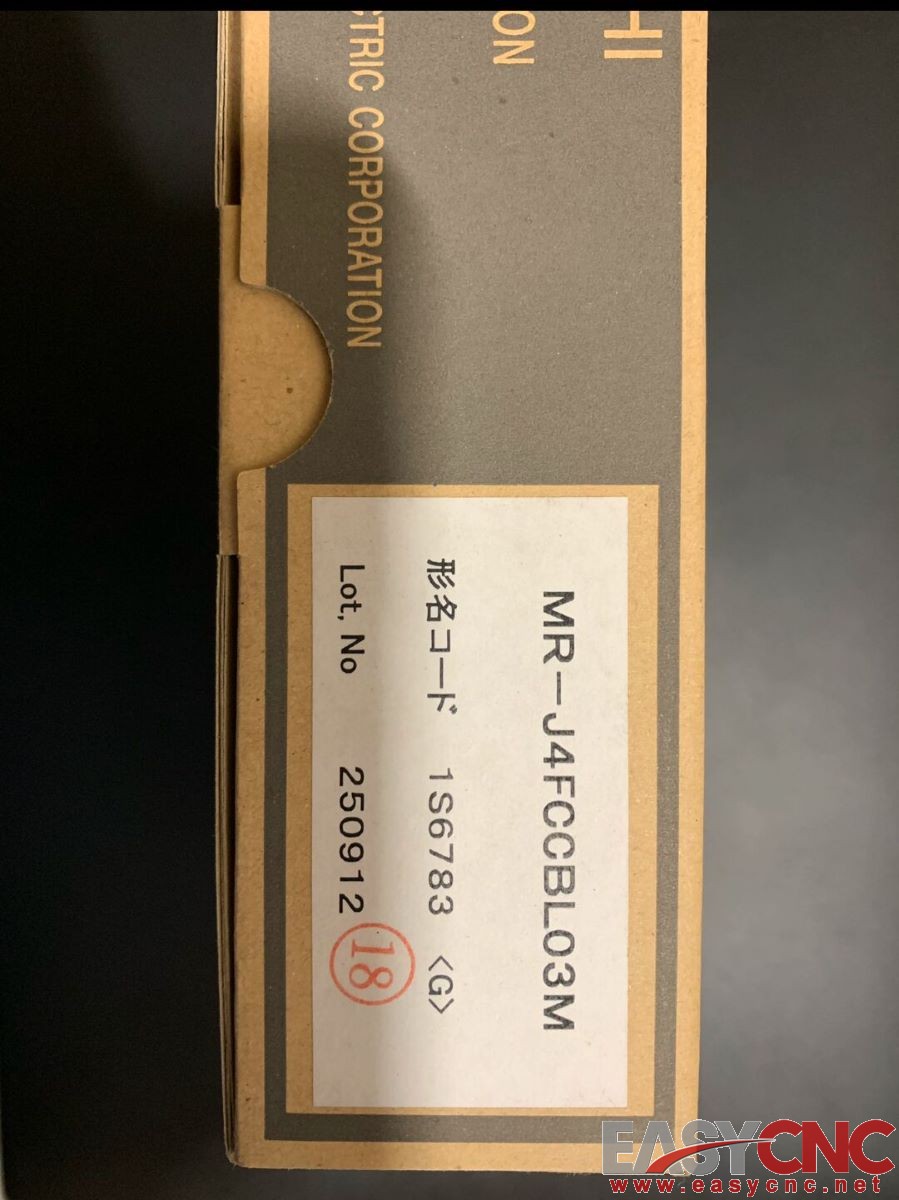 HI
ON
TRIC CORPORATION
MR-J4FCCBL03M
形名コード 1S6783 〈G〉
Lot, No 250912
18
EASYCNC
www.easycnc.net